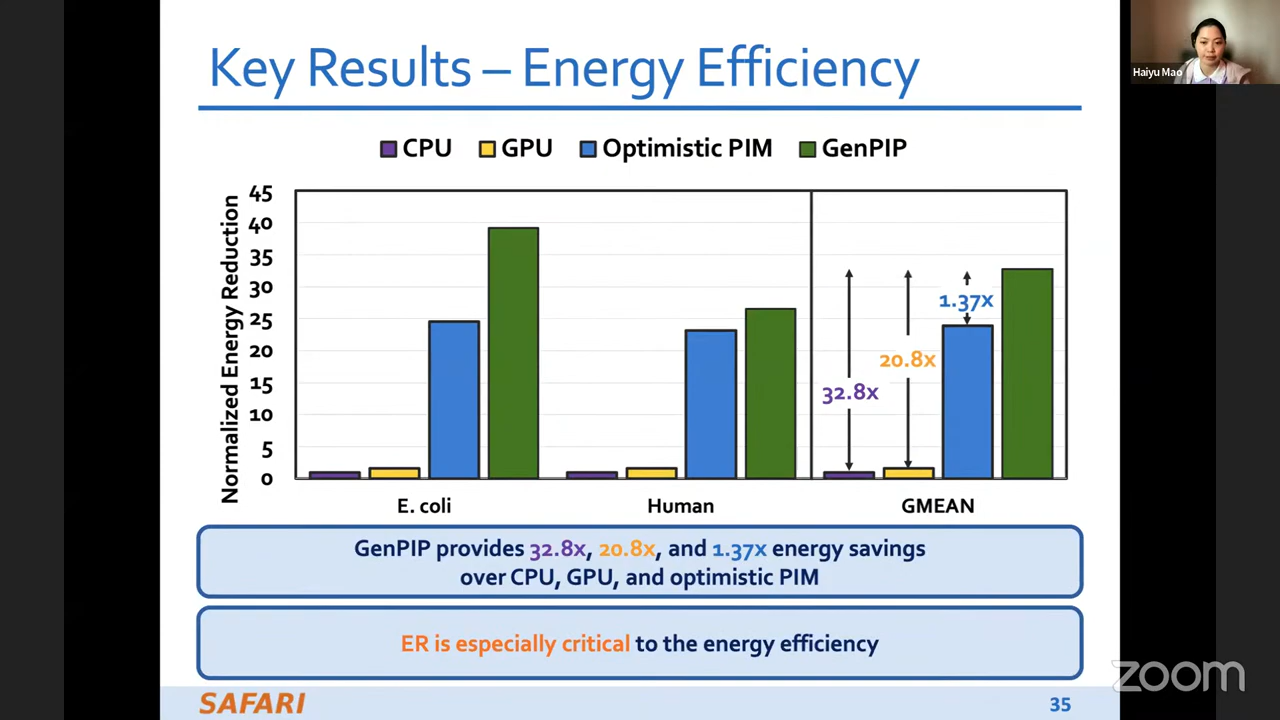 Key Results – Energy Efficiency
Haiyu Mao
CPU GPU Optimistic PIM GenPIP
Normalized Energy Reduction
45
40
35
30
25
20
15
10
5
0
1.37x
20.8x
32.8x
E. coli Human GMEAN
GenPIP provides 32.8x, 20.8x, and 1.37x energy savings
over CPU, GPU, and optimistic PIM
ER is especially critical to the energy efficiency
zoom
SAFARI 35